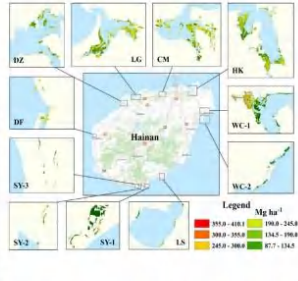 DZ
LG
CM
HK
DF
Hainan
WC-1
SY-3
WC-2
SY-2
SY-1
LS
Legend
Mg ha⁻¹
355.0 - 410.1
300.0 - 355.0
245.0 - 300.0
190.0 - 245.0
134.5 - 190.0
87.7 - 134.5